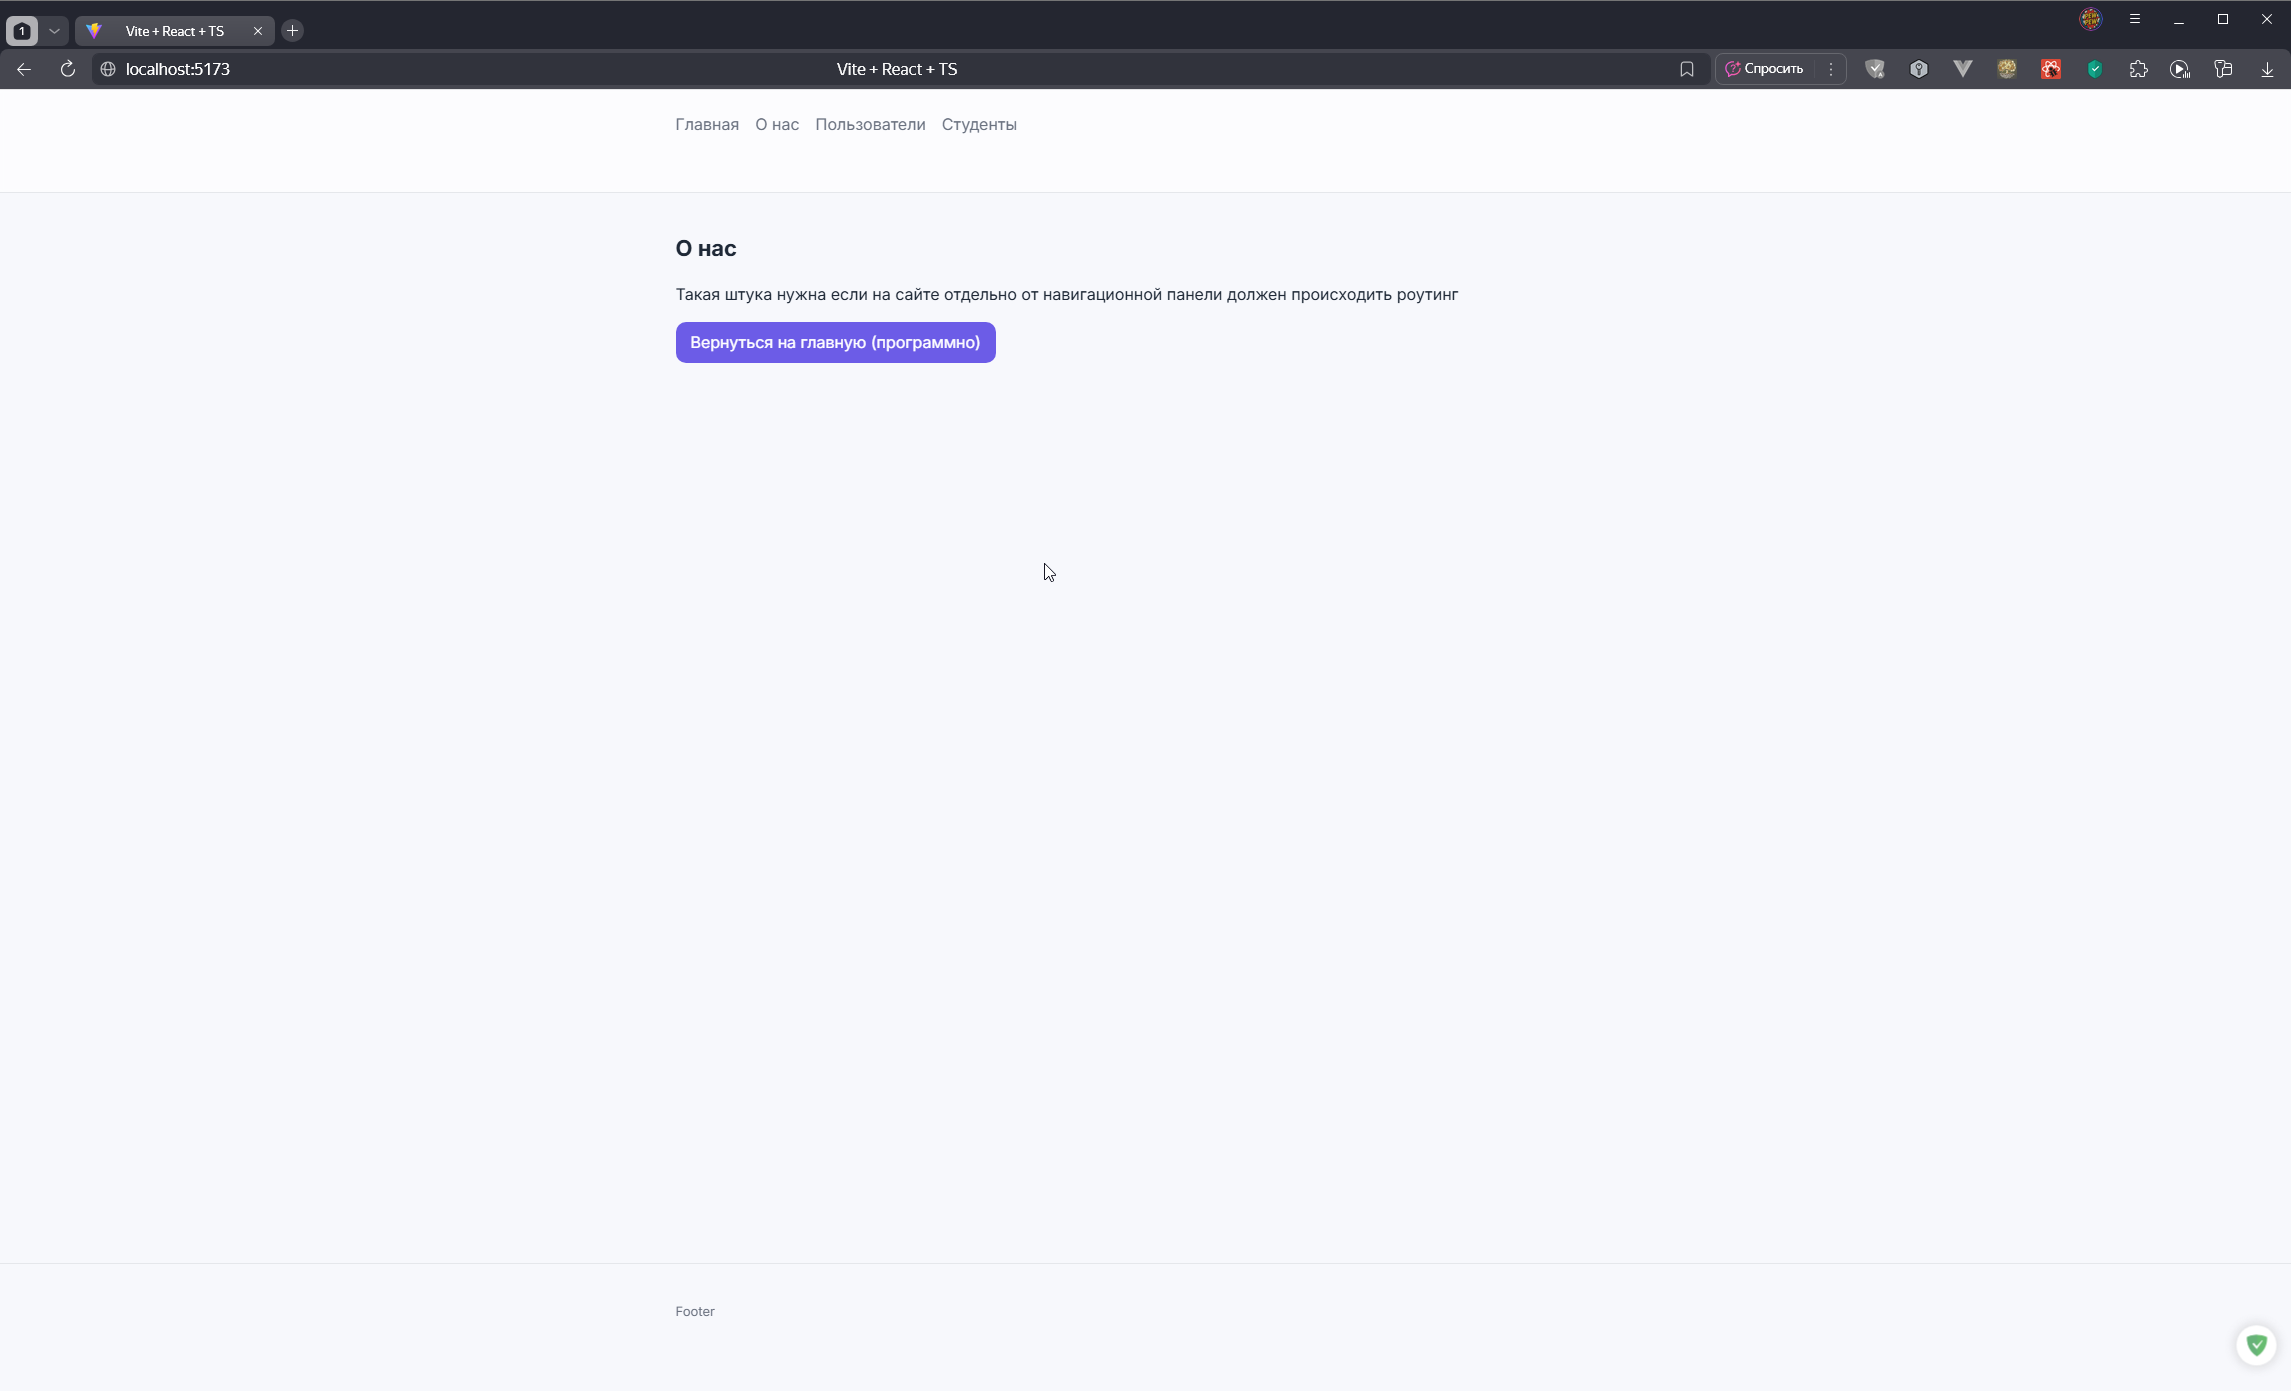 1
Vite + React + TS
localhost:5173
Vite + React + TS
Спросить
Главная О нас Пользователи Студенты
О нас
Такая штука нужна если на сайте отдельно от навигационной панели должен происходить роутинг
Вернуться на главную (программно)
Footer